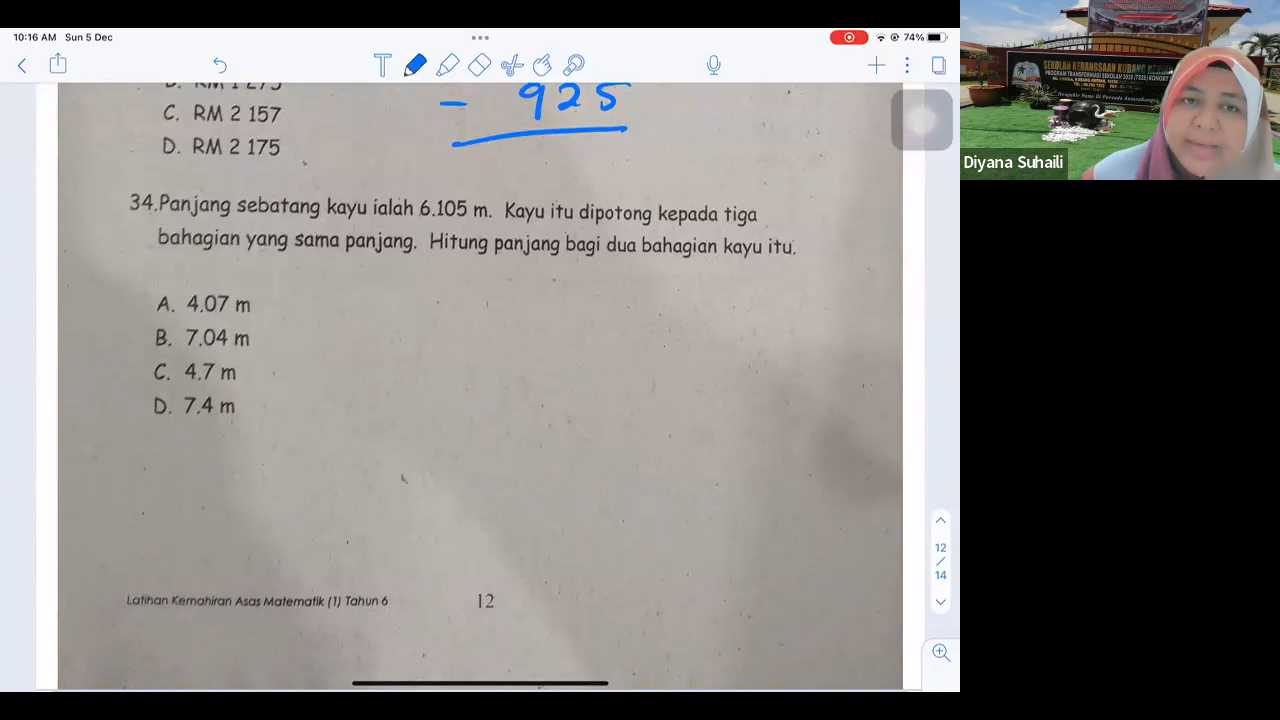 10:16 AM Sun 5 Dec
74%
C. RM 2 157
D. RM 2 175
- 925
34.Panjang sebatang kayu ialah 6.105 m. Kayu itu dipotong kepada tiga
bahagian yang sama panjang. Hitung panjang bagi dua bahagian kayu itu.
A. 4.07 m
B. 7.04 m
C. 4.7 m
D. 7.4 m
Latihan Kemahiran Asas Matematik (1) Tahun 6
12
12
14
T
SEKOLAH KEBANGSAAN KUBANG
Diyana Suhaili